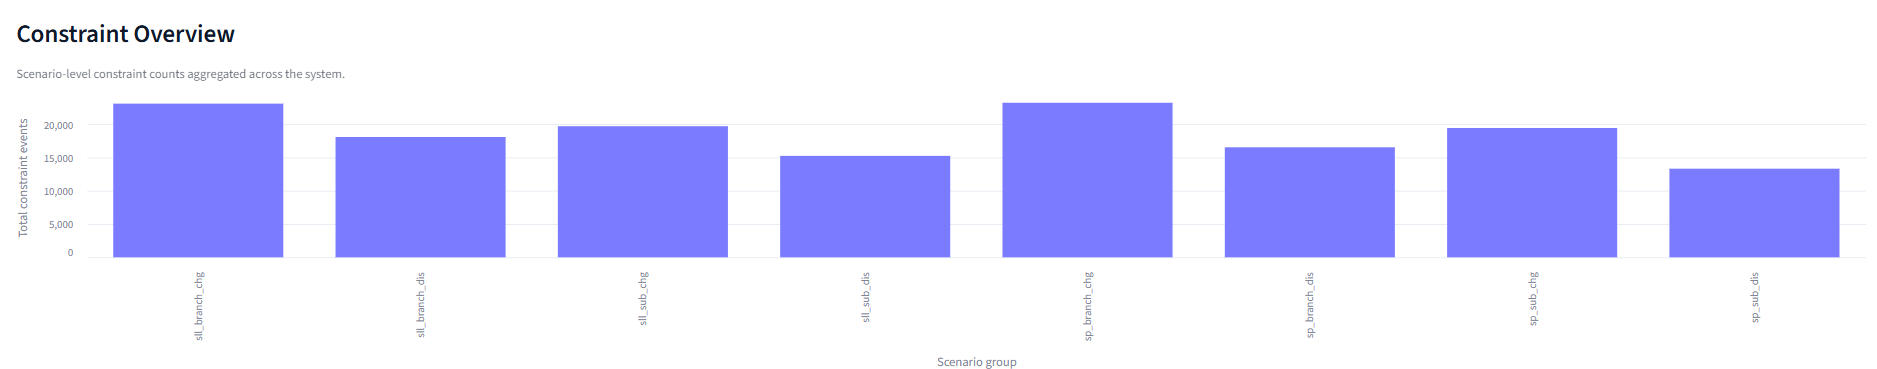 Constraint Overview
Scenario-level constraint counts aggregated across the system.
Total constraint events
20,000
15,000
10,000
5,000
0
sll_branch_chg
sll_branch_dis
sll_sub_chg
sll_sub_dis
sp_branch_chg
sp_branch_dis
sp_sub_chg
sp_sub_dis
Scenario group